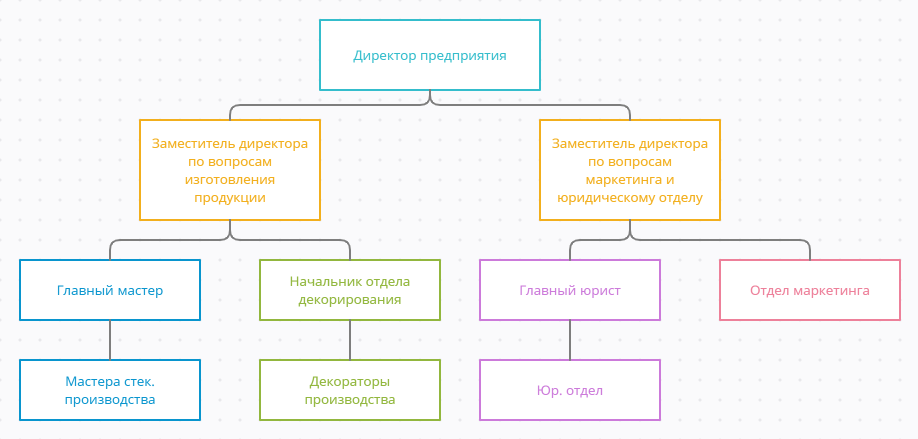 Директор предприятия
Заместитель директора
по вопросам
изготовления
продукции
Заместитель директора
по вопросам
маркетинга и
юридическому отделу
Главный мастер
Начальник отдела
декорирования
Главный юрист
Отдел маркетинга
Мастера стек.
производства
Декораторы
производства
Юр. отдел